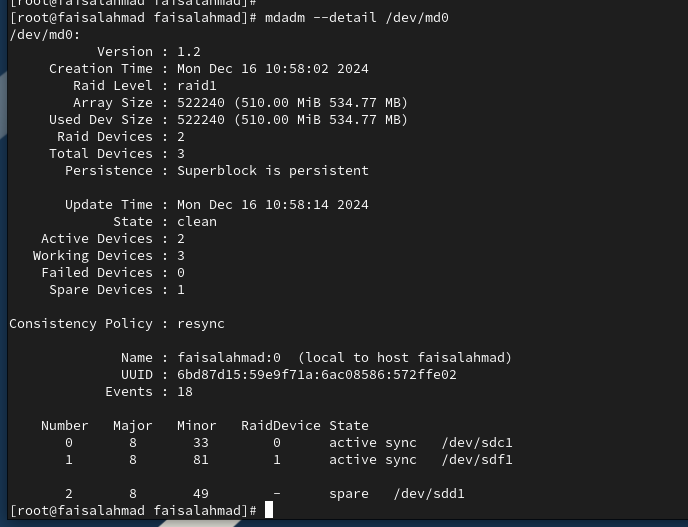 [root@faisalahmad faisalahmad]#
[root@faisalahmad faisalahmad]# mdadm --detail /dev/md0
/dev/md0:
           Version : 1.2
     Creation Time : Mon Dec 16 10:58:02 2024
        Raid Level : raid1
        Array Size : 522240 (510.00 MiB 534.77 MB)
     Used Dev Size : 522240 (510.00 MiB 534.77 MB)
      Raid Devices : 2
     Total Devices : 3
       Persistence : Superblock is persistent

       Update Time : Mon Dec 16 10:58:14 2024
             State : clean
    Active Devices : 2
   Working Devices : 3
    Failed Devices : 0
     Spare Devices : 1

Consistency Policy : resync

              Name : faisalahmad:0  (local to host faisalahmad)
              UUID : 6bd87d15:59e9f71a:6ac08586:572ffe02
            Events : 18

    Number   Major   Minor   RaidDevice State
       0       8       33        0      active sync   /dev/sdc1
       1       8       81        1      active sync   /dev/sdf1

       2       8       49        -      spare   /dev/sdd1
[root@faisalahmad faisalahmad]#